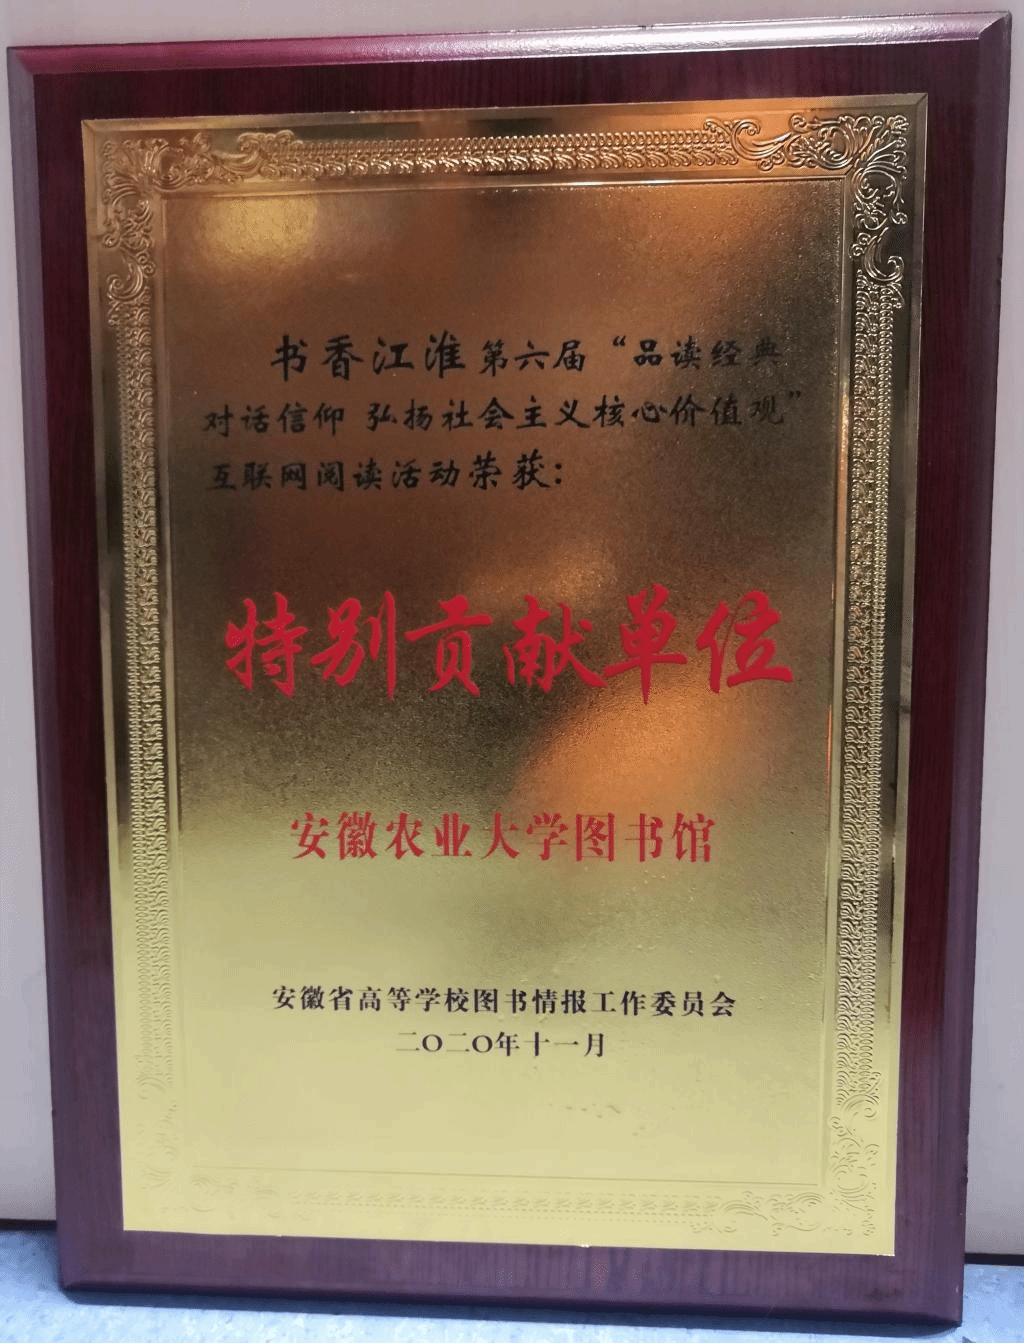 书香江淮第六届“品读经典
对话信仰 弘扬社会主义核心价值观”
互联网阅读活动荣获：
特别贡献单位
安徽农业大学图书馆
安徽省高等学校图书情报工作委员会
二〇二〇年十一月